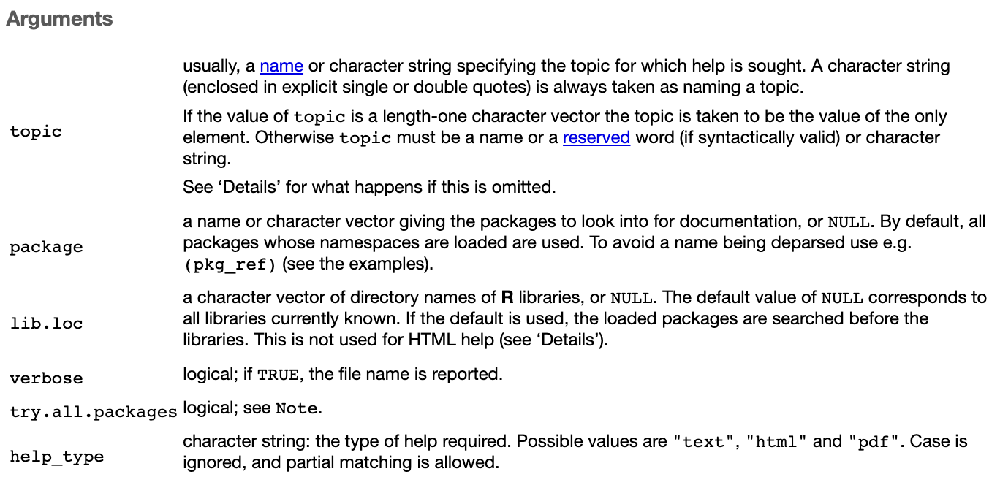 Arguments
usually, a name or character string specifying the topic for which help is sought. A character string
(enclosed in explicit single or double quotes) is always taken as naming a topic.
If the value of topic is a length-one character vector the topic is taken to be the value of the only
topic
element. Otherwise topic must be a name or a reserved word (if syntactically valid) or character
string.
See ‘Details’ for what happens if this is omitted.
a name or character vector giving the packages to look into for documentation, or NULL. By default, all
package
packages whose namespaces are loaded are used. To avoid a name being deparsed use e.g.
(pkg_ref) (see the examples).
a character vector of directory names of R libraries, or NULL. The default value of NULL corresponds to
lib.loc
all libraries currently known. If the default is used, the loaded packages are searched before the
libraries. This is not used for HTML help (see ‘Details’).
verbose
logical; if TRUE, the file name is reported.
try.all.packages
logical; see Note.
help_type
character string: the type of help required. Possible values are "text", "html" and "pdf". Case is
ignored, and partial matching is allowed.